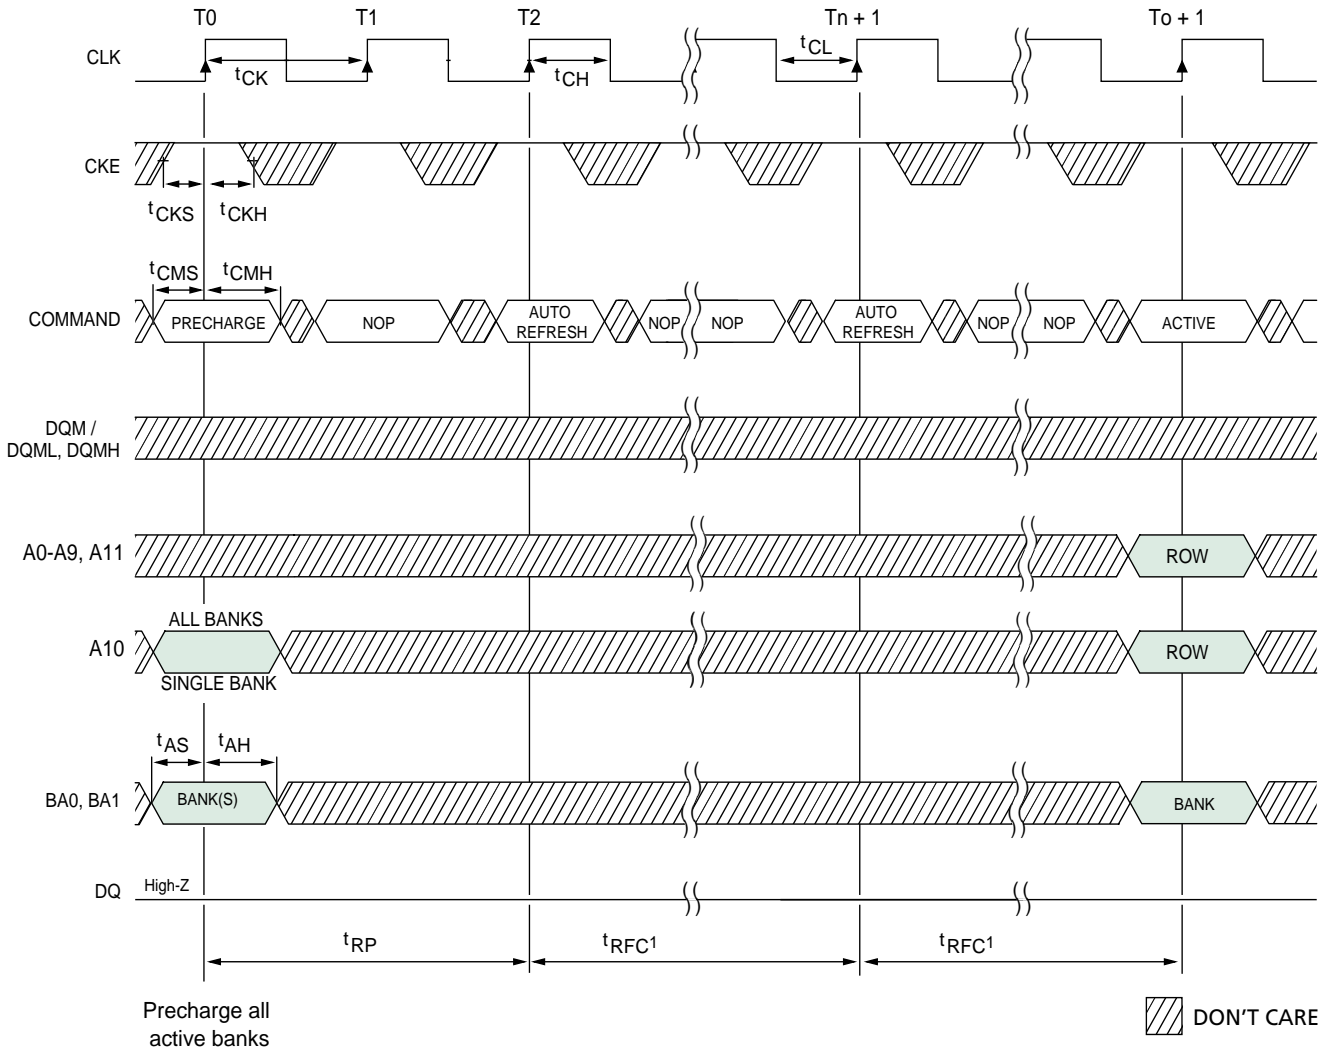 T0 T1 T2 Tn + 1 To + 1
CLK
tCK tCH tCL
CKE
tCKS tCKH
tCMS tCMH
COMMAND PRECHARGE NOP AUTO REFRESH NOP NOP AUTO REFRESH NOP NOP ACTIVE
DQM /
DQML, DQMH
A0-A9, A11 ROW
ALL BANKS
A10 ROW
SINGLE BANK
tAS tAH
BA0, BA1 BANK(S) BANK
DQ High-Z
tRP tRFC1 tRFC1
Precharge all
active banks
DON'T CARE